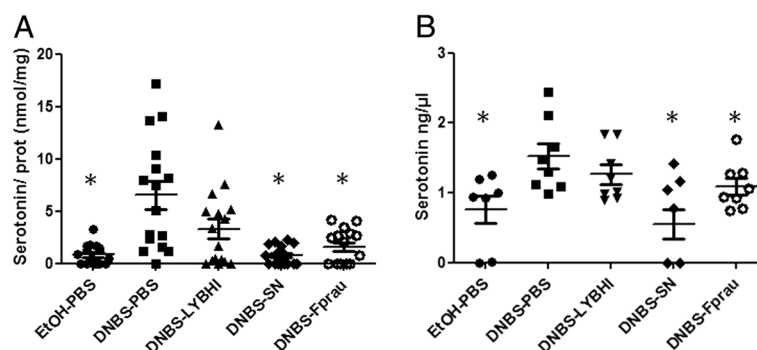 A
Serotonin/ prot (nmol/mg)
20
15
10
5
0
*
*
*
EtOH-PBS
DNBS-PBS
DNBS-LYBHI
DNBS-SN
DNBS-Fprau
B
Serotonin ng/µl
3
2
1
0
*
*
*
EtOH-PBS
DNBS-PBS
DNBS-LYBHI
DNBS-SN
DNBS-Fprau